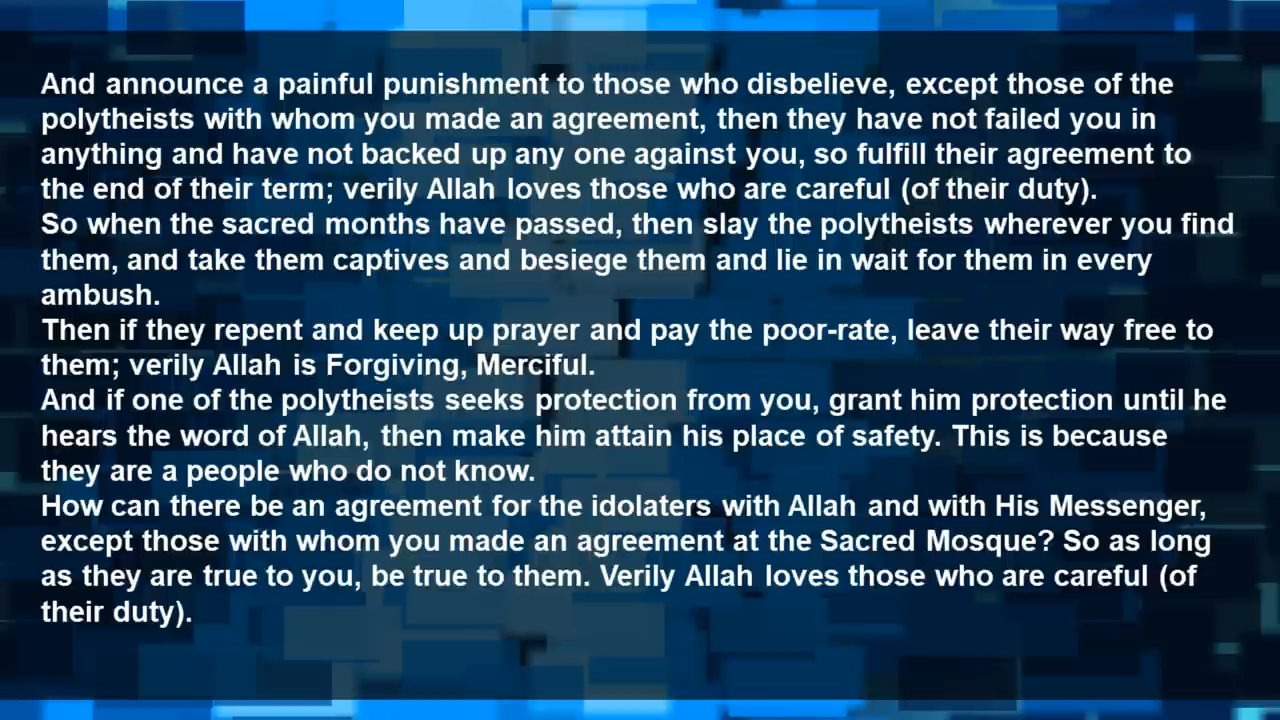 And announce a painful punishment to those who disbelieve, except those of the
polytheists with whom you made an agreement, then they have not failed you in
anything and have not backed up any one against you, so fulfill their agreement to
the end of their term; verily Allah loves those who are careful (of their duty).
So when the sacred months have passed, then slay the polytheists wherever you find
them, and take them captives and besiege them and lie in wait for them in every
ambush.
Then if they repent and keep up prayer and pay the poor-rate, leave their way free to
them; verily Allah is Forgiving, Merciful.
And if one of the polytheists seeks protection from you, grant him protection until he
hears the word of Allah, then make him attain his place of safety. This is because
they are a people who do not know.
How can there be an agreement for the idolaters with Allah and with His Messenger,
except those with whom you made an agreement at the Sacred Mosque? So as long
as they are true to you, be true to them. Verily Allah loves those who are careful (of
their duty).